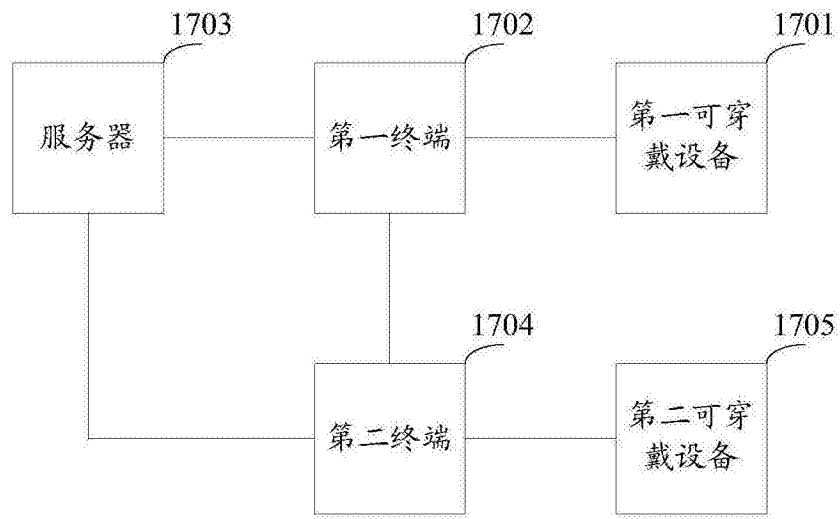 1703
1702
1701
服务器
第一终端
第一可穿
戴设备
1704
1705
第二终端
第二可穿
戴设备